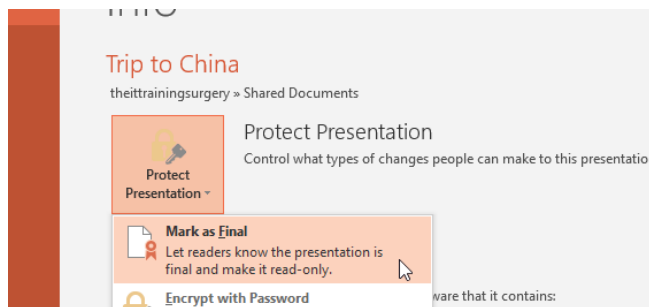 Trip to China
theittrainingsurgery » Shared Documents
Protect Presentation
Control what types of changes people can make to this presentatio
Protect
Presentation
Mark as Final
Let readers know the presentation is
final and make it read-only.
Encrypt with Password
ware that it contains: